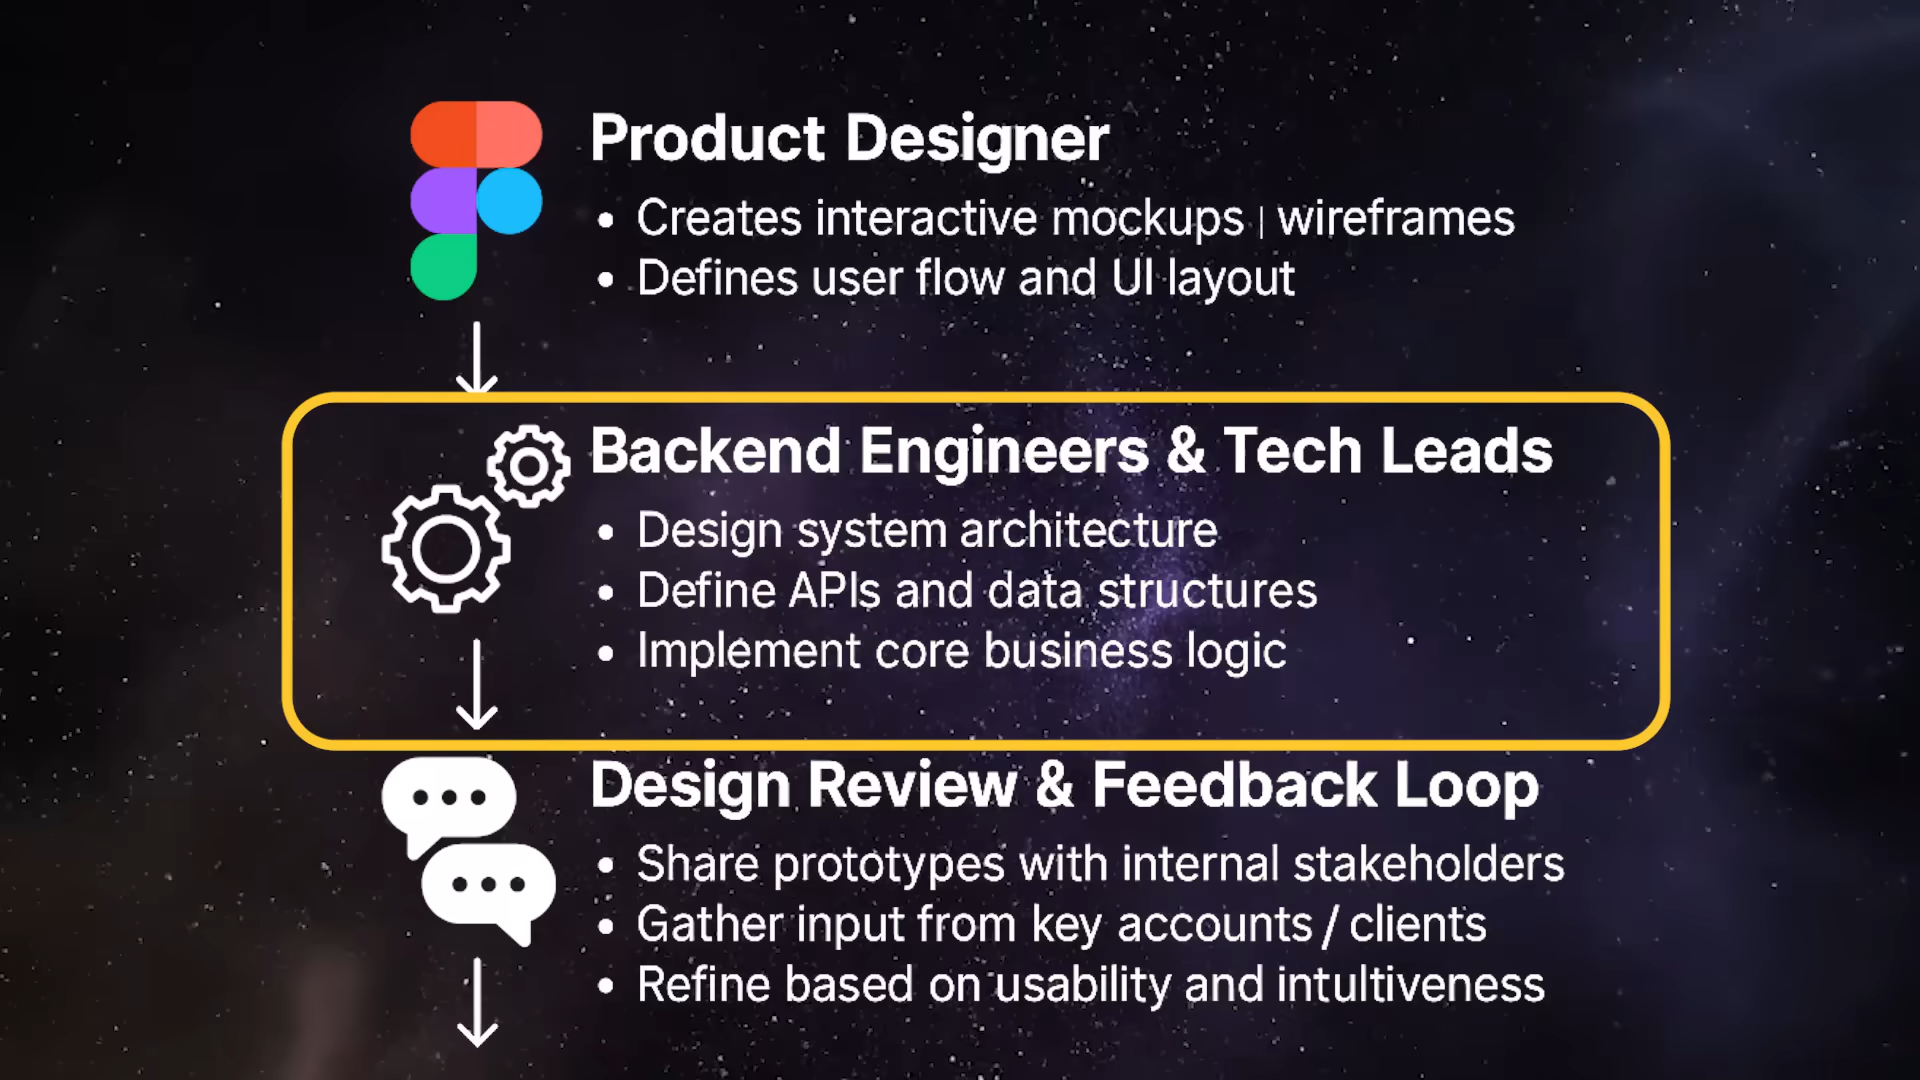 Product Designer
• Creates interactive mockups | wireframes
• Defines user flow and UI layout
Backend Engineers & Tech Leads
• Design system architecture
• Define APIs and data structures
• Implement core business logic
Design Review & Feedback Loop
• Share prototypes with internal stakeholders
• Gather input from key accounts / clients
• Refine based on usability and intultiveness